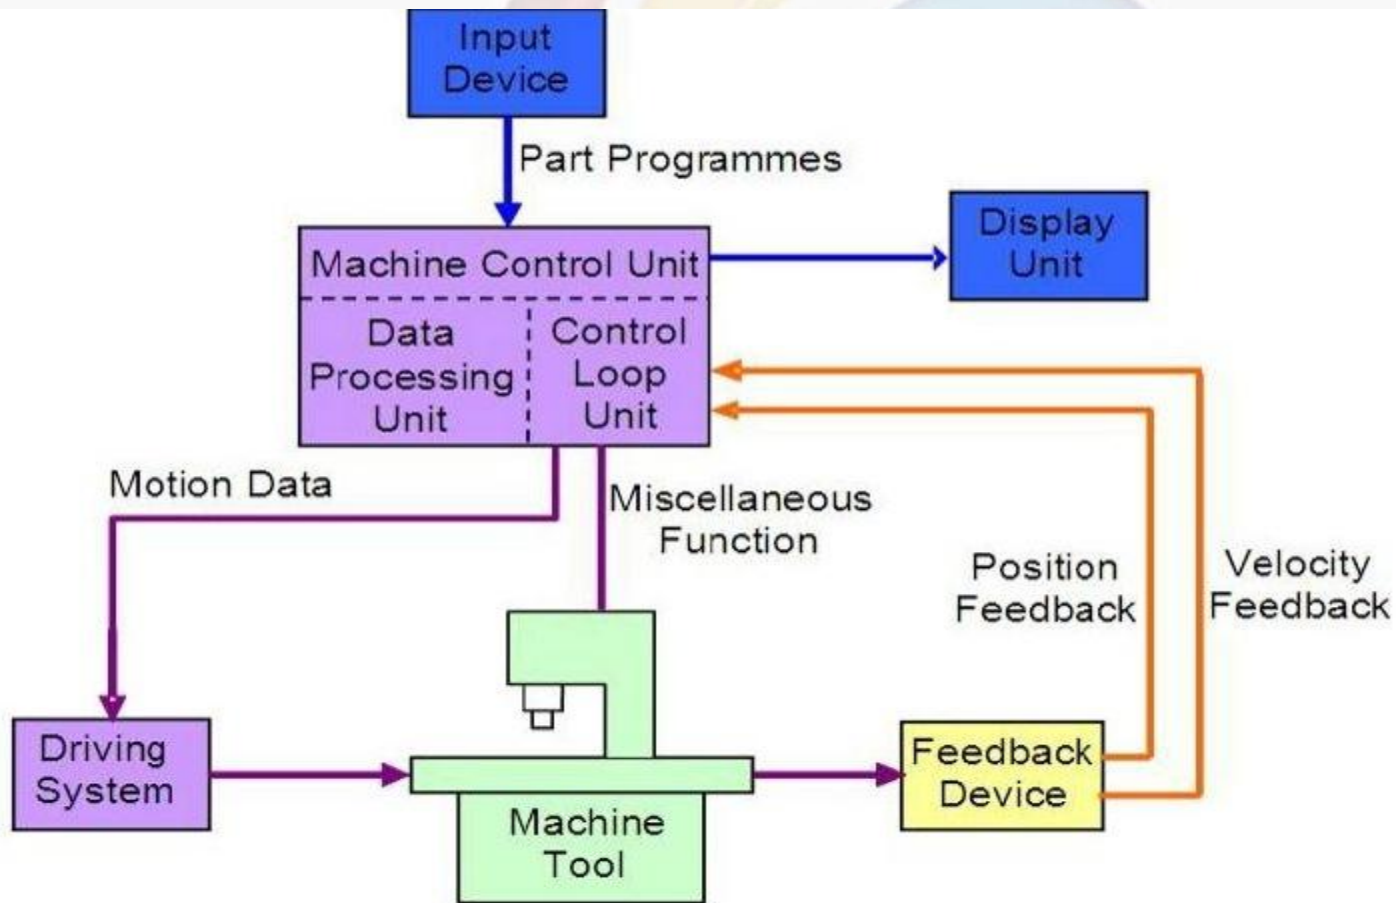 Input
Device
Part Programmes
Display
Unit
Machine Control Unit
Data
Processing
Unit
Control
Loop
Unit
Motion Data
Miscellaneous
Function
Position
Feedback
Velocity
Feedback
Driving
System
Machine
Tool
Feedback
Device